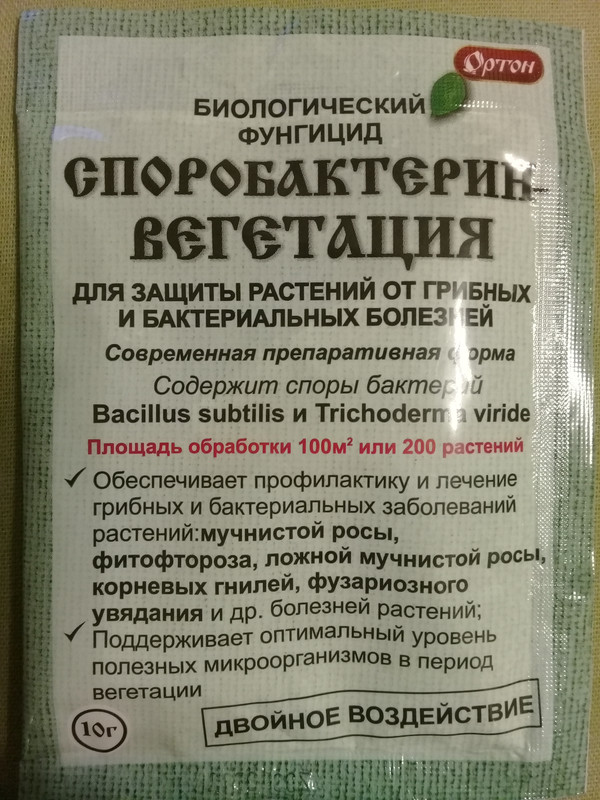 Ортон
БИОЛОГИЧЕСКИЙ
ФУНГИЦИД
СПОРОБАКТЕРИН-
ВЕГЕТАЦИЯ
ДЛЯ ЗАЩИТЫ РАСТЕНИЙ ОТ ГРИБНЫХ
И БАКТЕРИАЛЬНЫХ БОЛЕЗНЕЙ
Современная препаративная форма
Содержит споры бактерий
Bacillus subtilis и Trichoderma viride
Площадь обработки 100м² или 200 растений
✓ Обеспечивает профилактику и лечение
грибных и бактериальных заболеваний
растений:мучнистой росы,
фитофтороза, ложной мучнистой росы,
корневых гнилей, фузариозного
увядания и др. болезней растений;
✓ Поддерживает оптимальный уровень
полезных микроорганизмов в период
вегетации
10г
ДВОЙНОЕ ВОЗДЕЙСТВИЕ